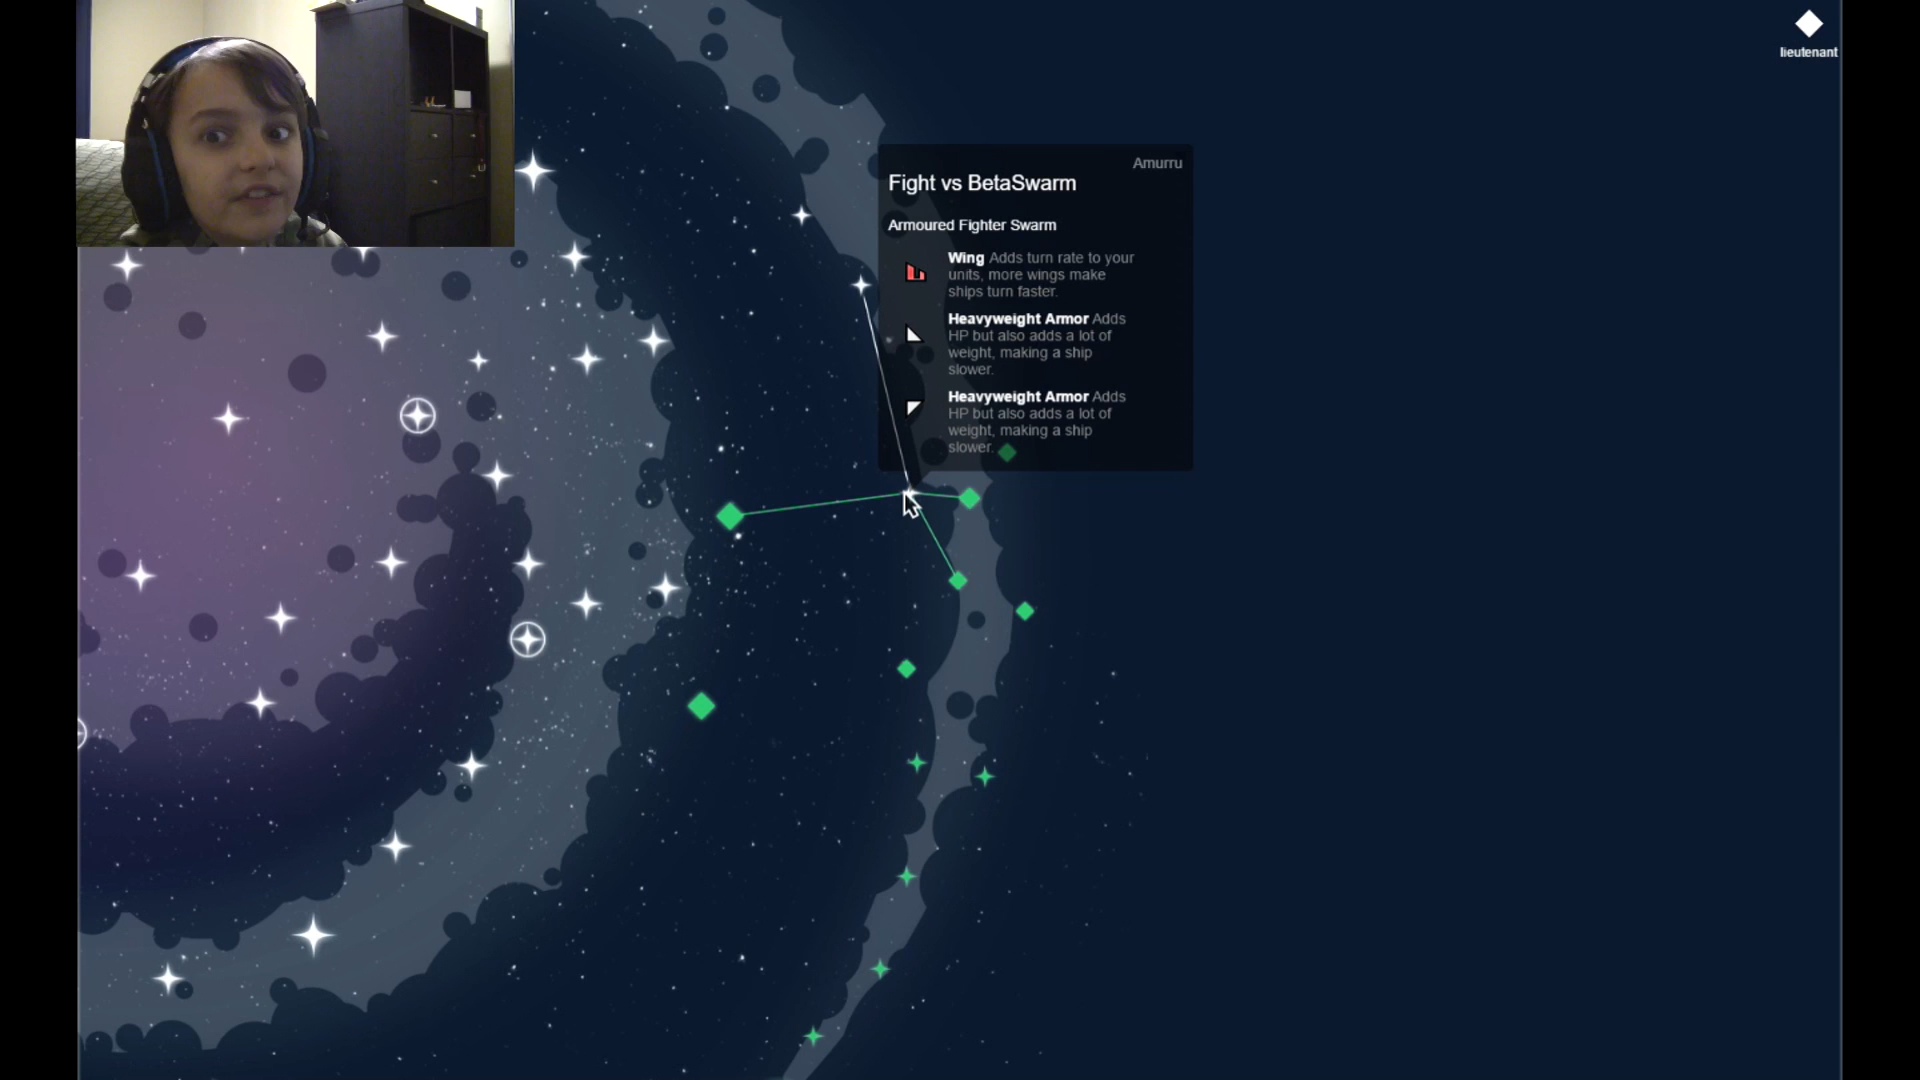 lieutenant
Amurru
Fight vs BetaSwarm
Armoured Fighter Swarm
Wing Adds turn rate to your
units, more wings make
ships turn faster.
Heavyweight Armor Adds
HP but also adds a lot of
weight, making a ship
slower.
Heavyweight Armor Adds
HP but also adds a lot of
weight, making a ship
slower.